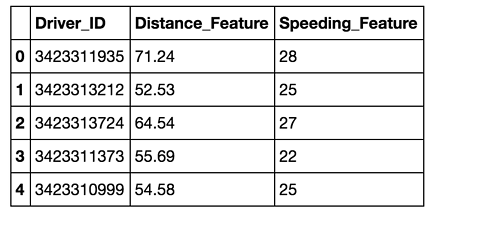 Driver_ID Distance_Feature Speeding_Feature
0 3423311935 71.24 28
1 3423313212 52.53 25
2 3423313724 64.54 27
3 3423311373 55.69 22
4 3423310999 54.58 25